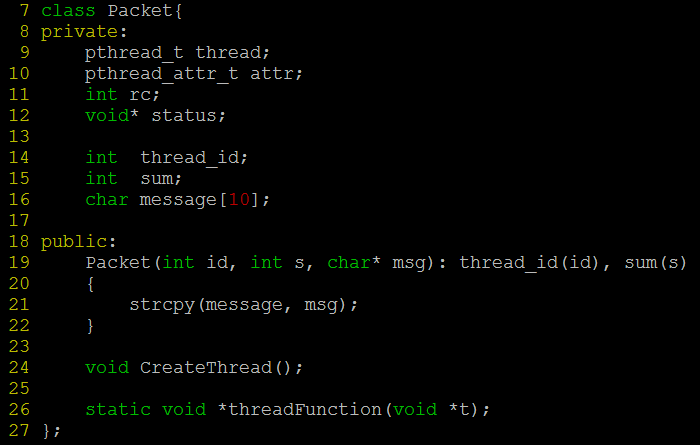 7 class Packet{
8 private:
9     pthread_t thread;
10     pthread_attr_t attr;
11     int rc;
12     void* status;
13
14     int  thread_id;
15     int  sum;
16     char message[10];
17
18 public:
19     Packet(int id, int s, char* msg): thread_id(id), sum(s)
20     {
21         strcpy(message, msg);
22     }
23
24     void CreateThread();
25
26     static void *threadFunction(void *t);
27 };